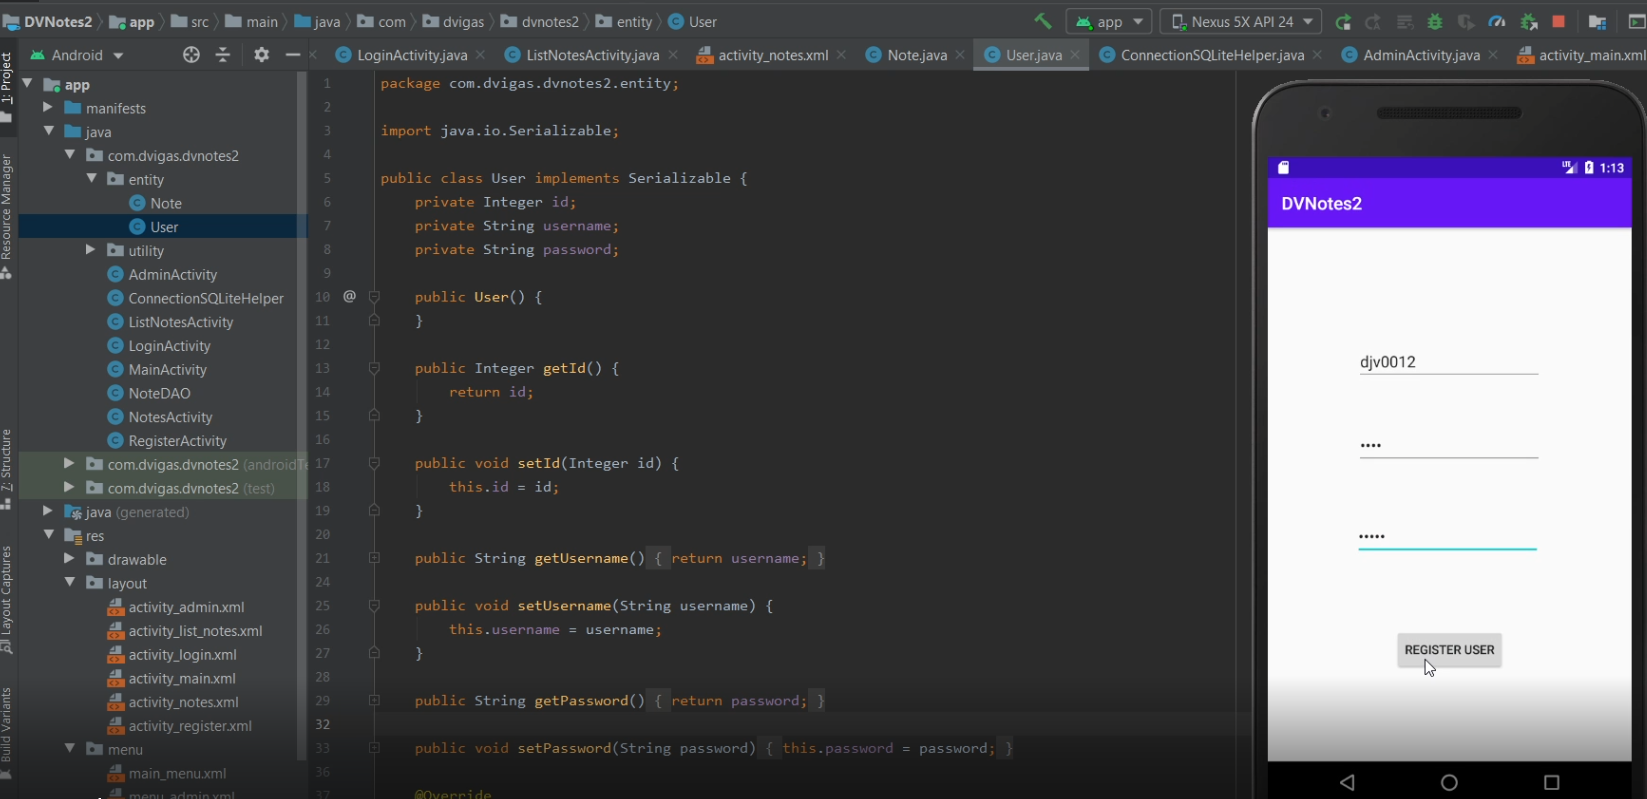 DVNotes2 app src main java com dvigas dvnotes2 entity User app Nexus 5X API 24
Android LoginActivity.java ListNotesActivity.java activity_notes.xml Note.java User.java ConnectionSQLiteHelper.java AdminActivity.java activity_main.xml
1: Project
Resource Manager
7: Structure
Layout Captures
Build Variants
app
manifests
java
com.dvigas.dvnotes2
entity
Note
User
utility
AdminActivity
ConnectionSQLiteHelper
ListNotesActivity
LoginActivity
MainActivity
NoteDAO
NotesActivity
RegisterActivity
com.dvigas.dvnotes2 (androidTe
com.dvigas.dvnotes2 (test)
java (generated)
res
drawable
layout
activity_admin.xml
activity_list_notes.xml
activity_login.xml
activity_main.xml
activity_notes.xml
activity_register.xml
menu
main_menu.xml
menu_admin.xml
1 package com.dvigas.dvnotes2.entity;
2
3 import java.io.Serializable;
4
5 public class User implements Serializable {
6 private Integer id;
7 private String username;
8 private String password;
9
10 @ public User() {
11 }
12
13 public Integer getId() {
14 return id;
15 }
16
17 public void setId(Integer id) {
18 this.id = id;
19 }
20
21 public String getUsername() { return username; }
24
25 public void setUsername(String username) {
26 this.username = username;
27 }
28
29 public String getPassword() { return password; }
32
33 public void setPassword(String password) { this.password = password; }
36
37 @Override
LTE 1:13
DVNotes2
djv0012
••••
•••••
REGISTER USER